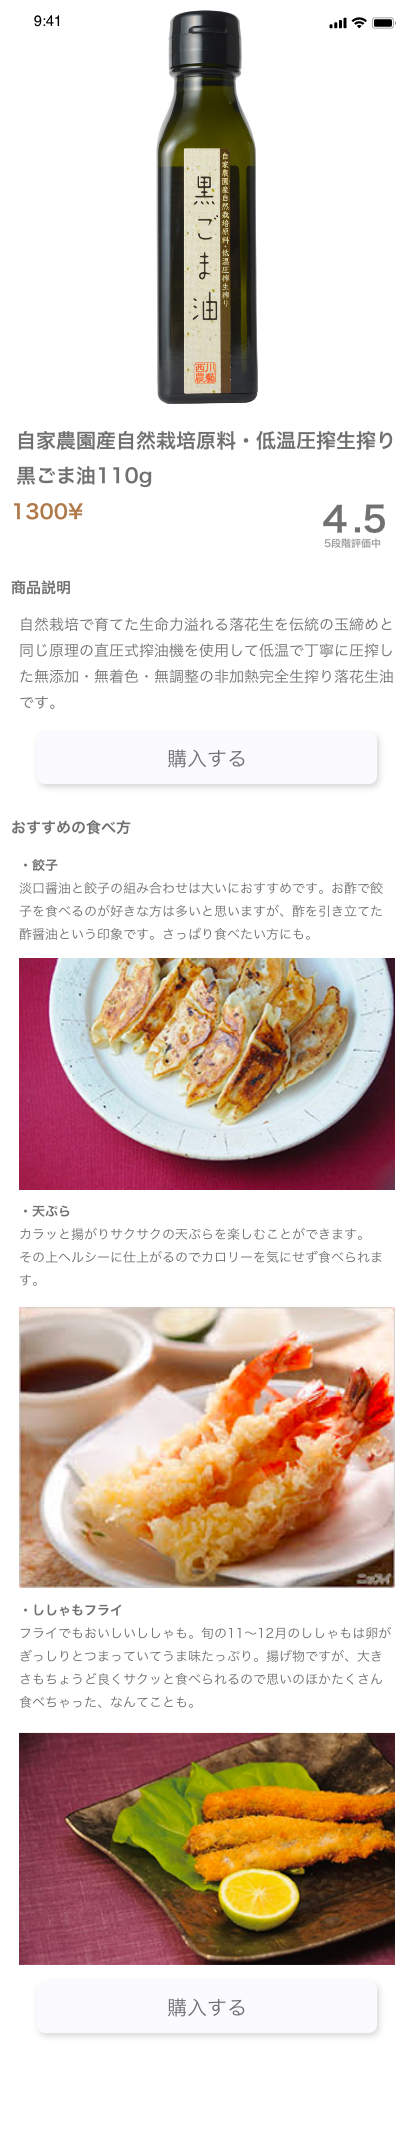 9:41
自家農園産自然栽培原料・低温圧搾生搾り
黒ごま油
西川農藝
自家農園産自然栽培原料・低温圧搾生搾り
黒ごま油110g
1300¥
4.5
5段階評価中
商品説明
自然栽培で育てた生命力溢れる落花生を伝統の玉締めと
同じ原理の直圧式搾油機を使用して低温で丁寧に圧搾し
た無添加・無着色・無調整の非加熱完全生搾り落花生油
です。
購入する
おすすめの食べ方
・餃子
淡口醤油と餃子の組み合わせは大いにおすすめです。お酢で餃
子を食べるのが好きな方は多いと思いますが、酢を引き立てた
酢醤油という印象です。さっぱり食べたい方にも。
・天ぷら
カラッと揚がりサクサクの天ぷらを楽しむことができます。
その上ヘルシーに仕上がるのでカロリーを気にせず食べられま
す。
ニッスイ
・ししゃもフライ
フライでもおいしいししゃも。旬の11〜12月のししゃもは卵が
ぎっしりとつまっていてうま味たっぷり。揚げ物ですが、大き
さもちょうど良くサクッと食べられるので思いのほかたくさん
食べちゃった、なんてことも。
購入する